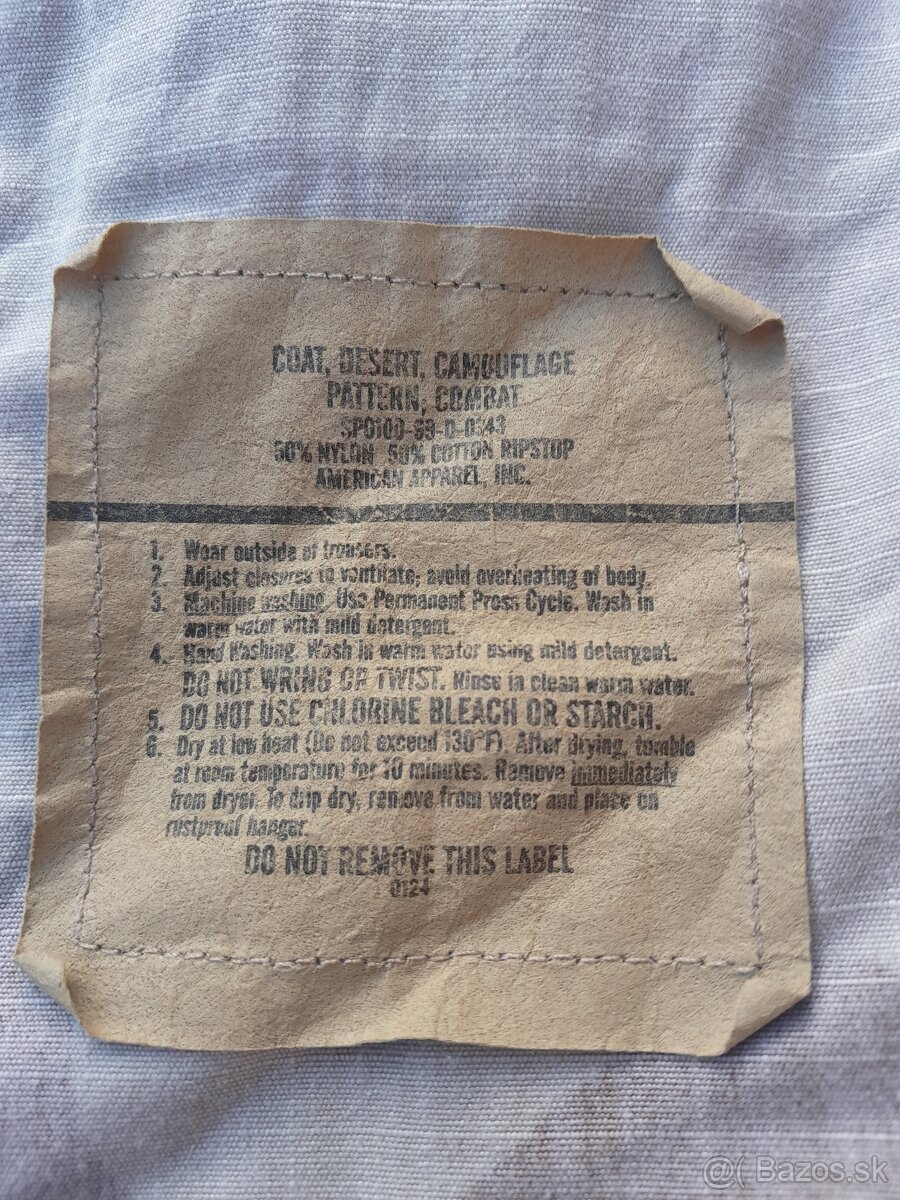 COAT, DESERT, CAMOUFLAGE
PATTERN, COMBAT
50% NYLON 50% COTTON RIPSTOP
AMERICAN APPAREL, INC.
1. Wear outside of trousers.
2. Adjust closures to ventilate; avoid overheating of body.
3. Machine washing. Use Permanent Press Cycle. Wash in
warm water with mild detergent.
4. Hand Washing. Wash in warm water using mild detergent.
DO NOT WRING OR TWIST. Rinse in clean warm water.
5. DO NOT USE CHLORINE BLEACH OR STARCH.
6. Dry at low heat (Do not exceed 130°F). After drying, tumble
at room temperature for 10 minutes. Remove immediately
from dryer. To drip dry, remove from water and place on
rustproof hanger.
DO NOT REMOVE THIS LABEL
0124
@( Bazos.sk